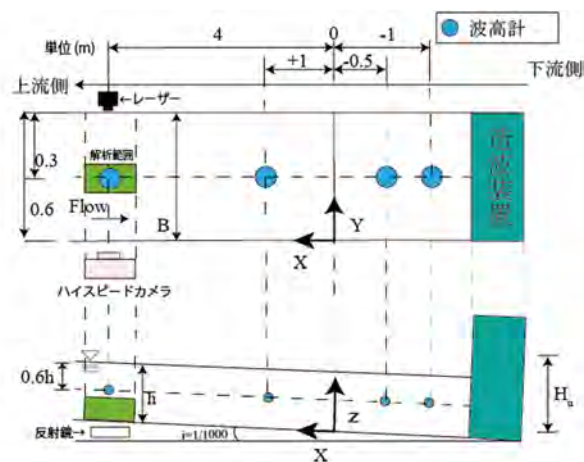 単位 (m)
4
0
-1
波高計
+1
-0.5
上流側
下流側
←レーザー
解析範囲
0.3
0.6
Flow
B
Y
X
ハイスピードカメラ
0.6h
h
z
Hu
反射鏡→
i=1/1000
X